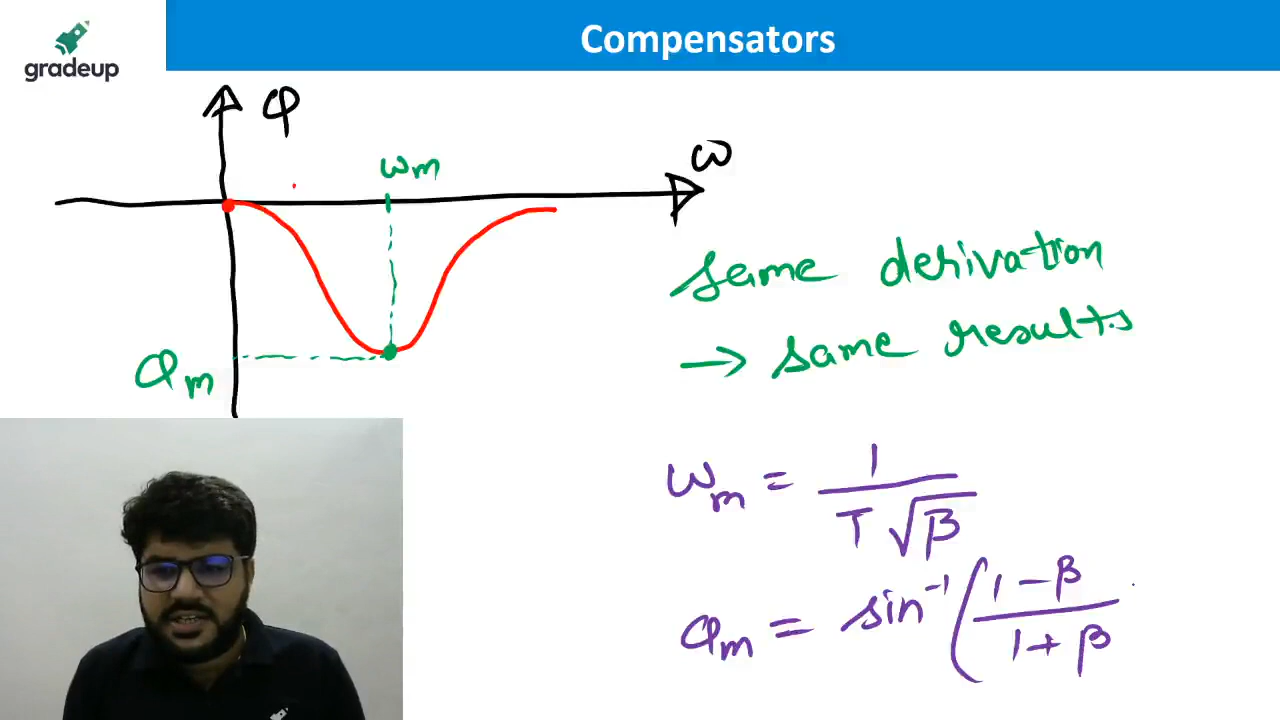 Compensators
gradeup
φ
ωm
ω
φm
same derivation
→ same results
ωm = 1 / T √β
φm = sin⁻¹ ( 1 − β / 1 + β